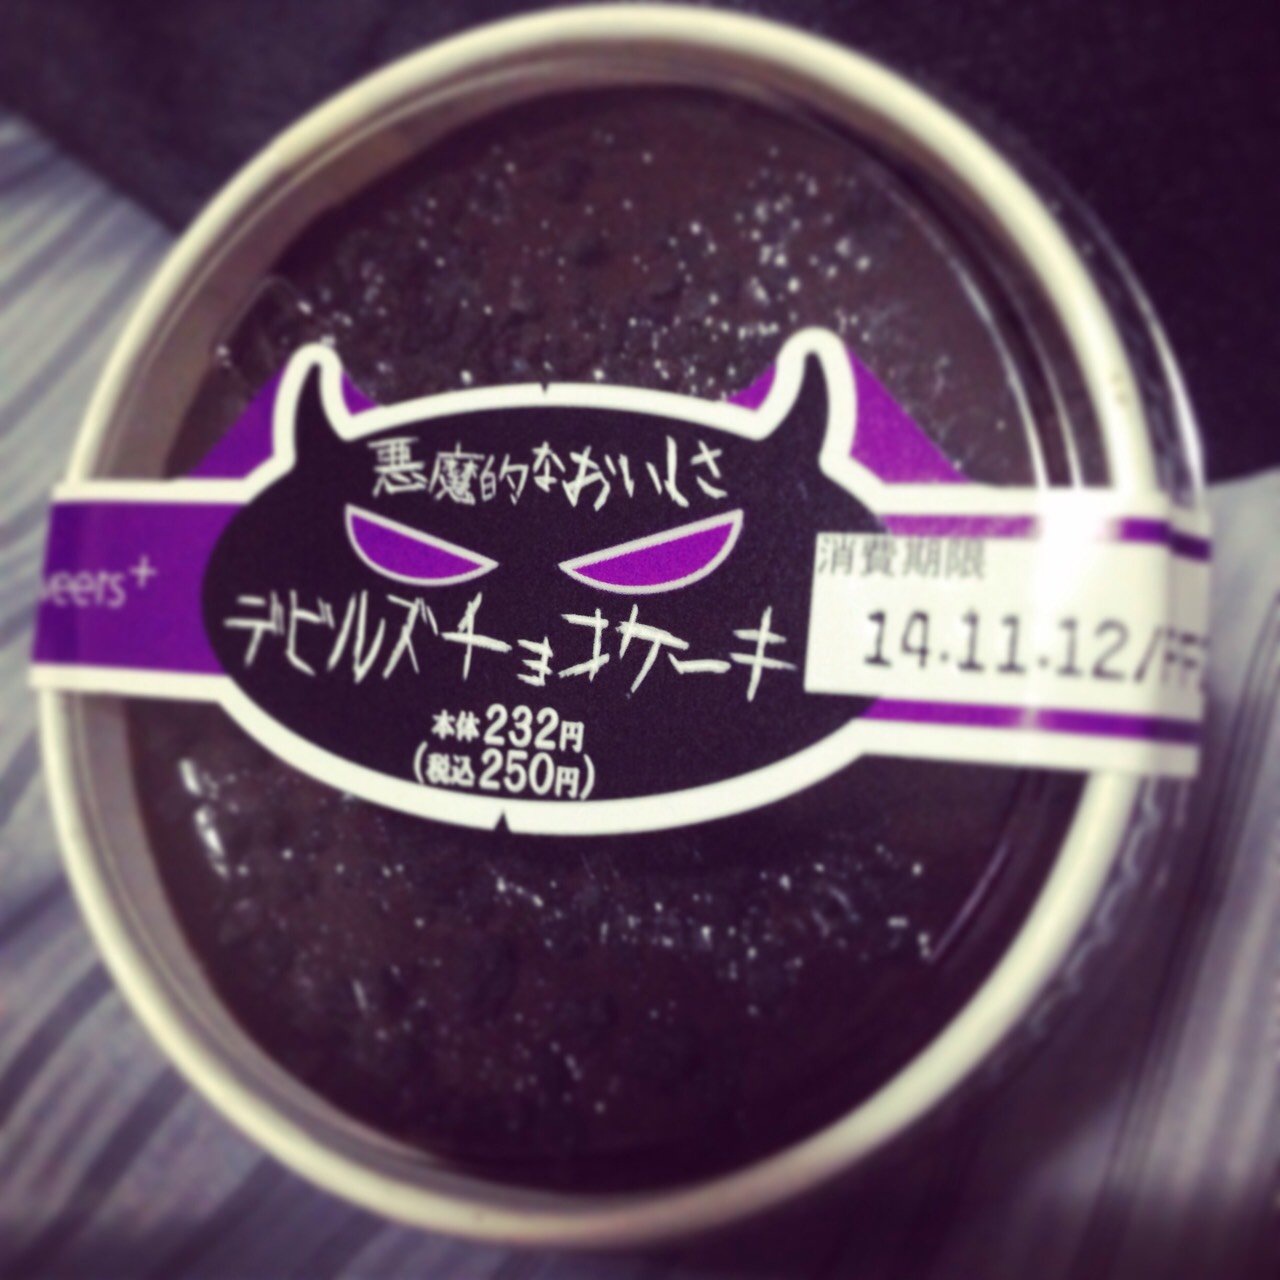 悪魔的なおいしさ
デビルズチョコケーキ
本体232円
(税込250円)
消費期限
14.11.12/